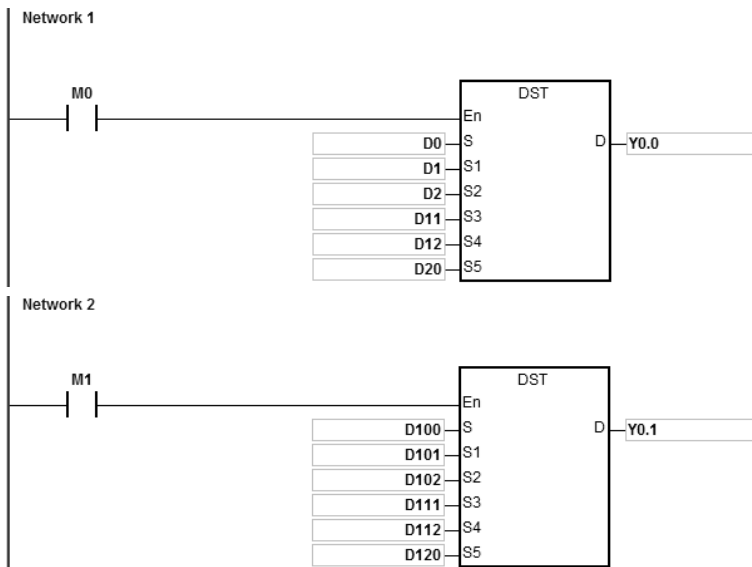 Network 1
M0
DST
En
D0 S D Y0.0
D1 S1
D2 S2
D11 S3
D12 S4
D20 S5
Network 2
M1
DST
En
D100 S D Y0.1
D101 S1
D102 S2
D111 S3
D112 S4
D120 S5